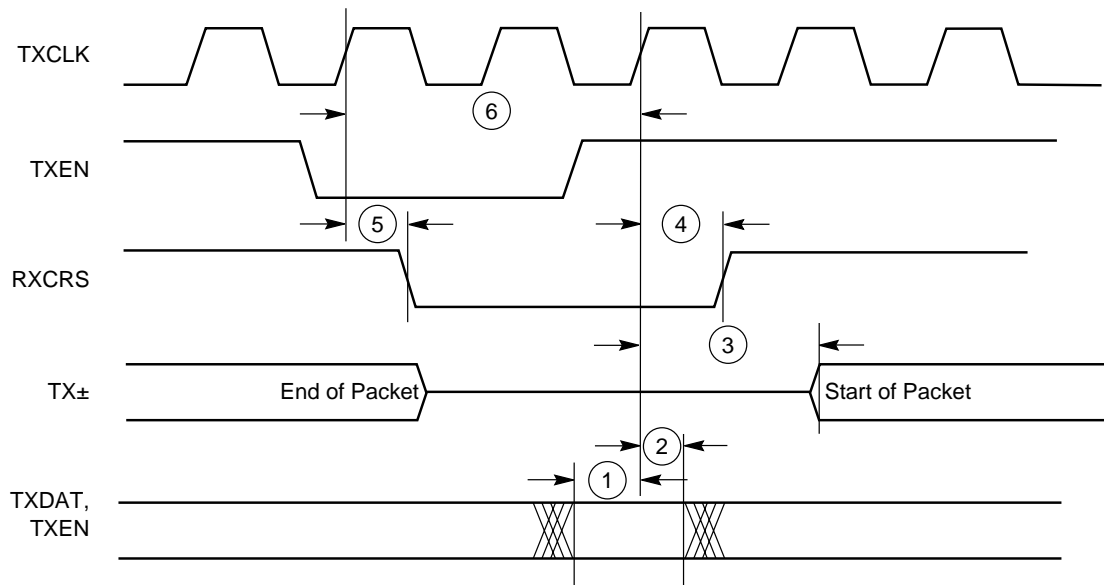 TXCLK
6
TXEN
5
4
RXCRS
3
TX±
End of Packet
Start of Packet
2
1
TXDAT,
TXEN